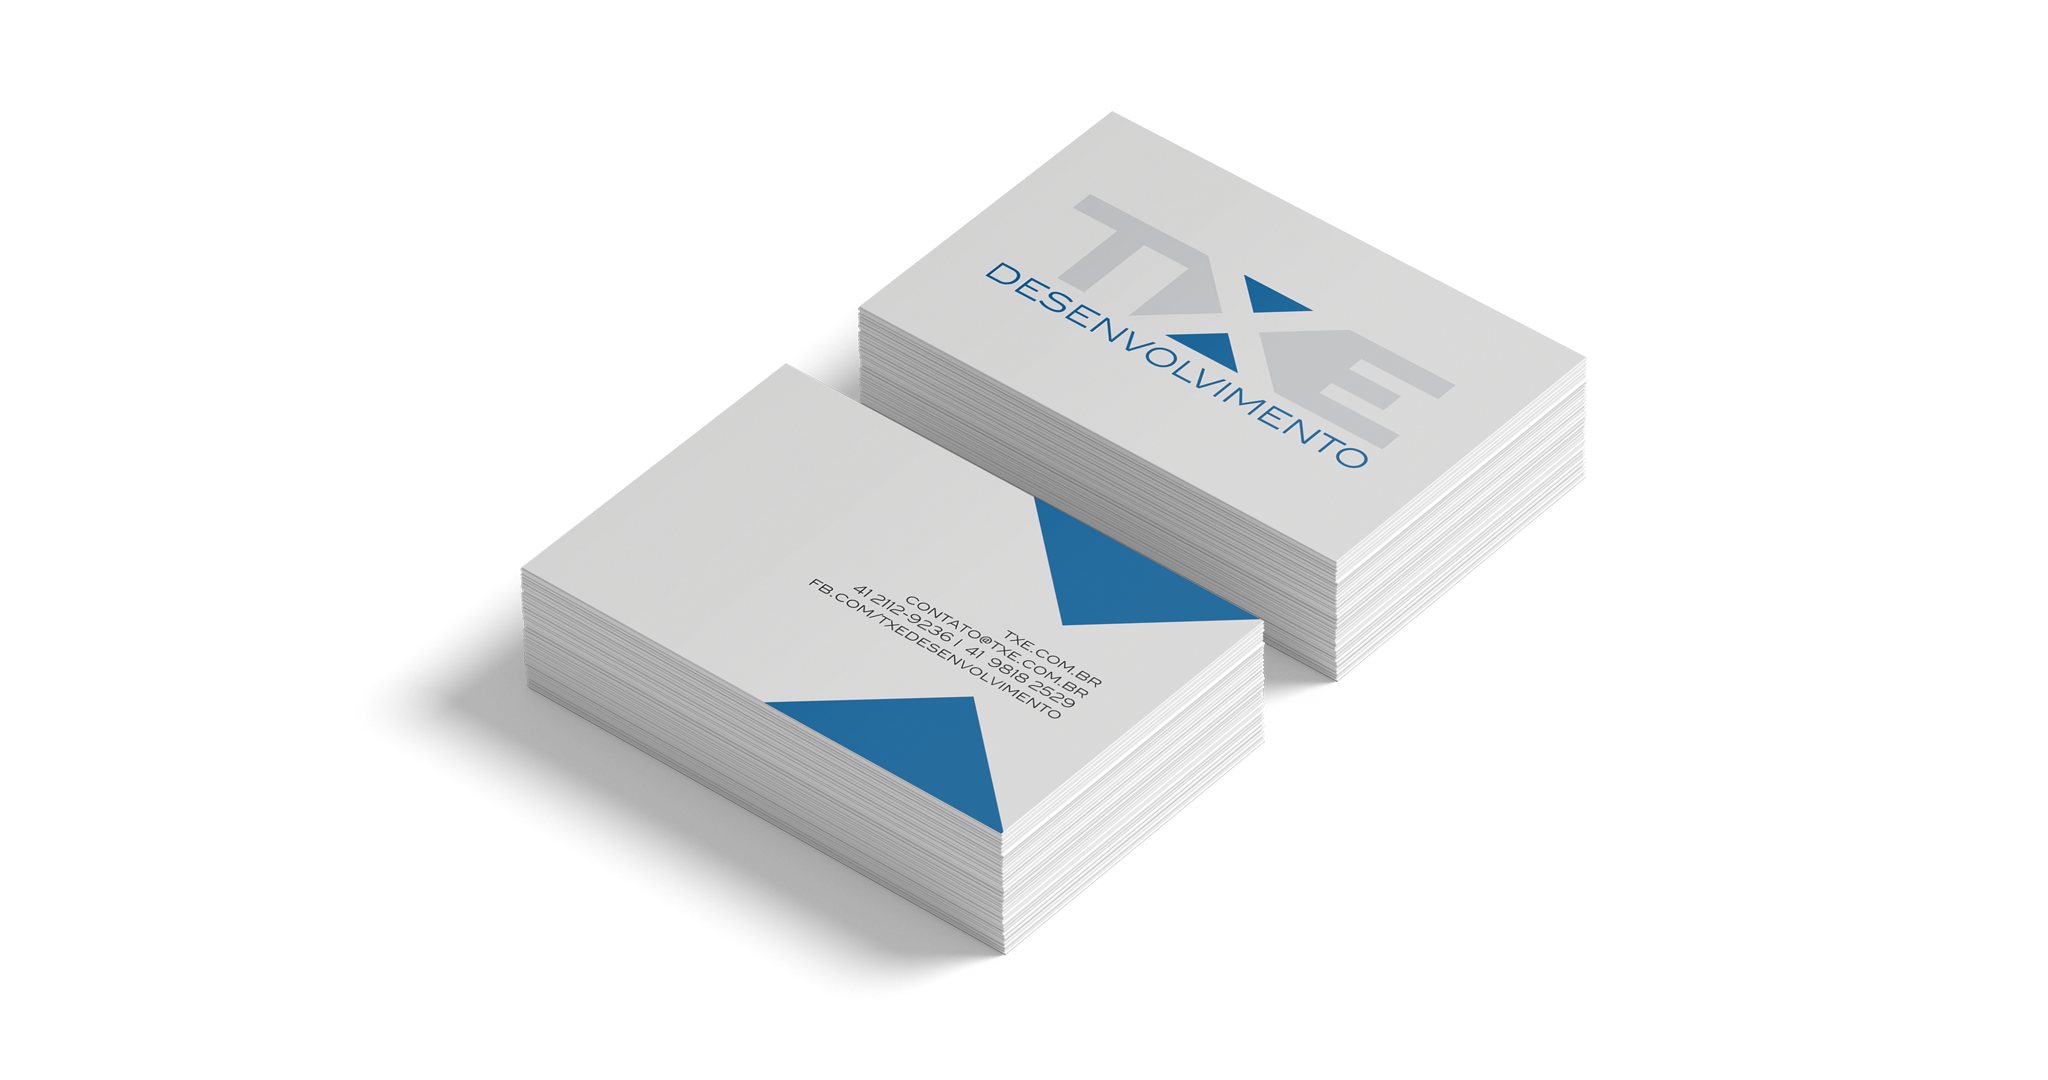 TXE
DESENVOLVIMENTO
TXE.COM.BR
CONTATO@TXE.COM.BR
41 2112-9236 | 41 9818 2529
FB.COM/TXEDESENVOLVIMENTO